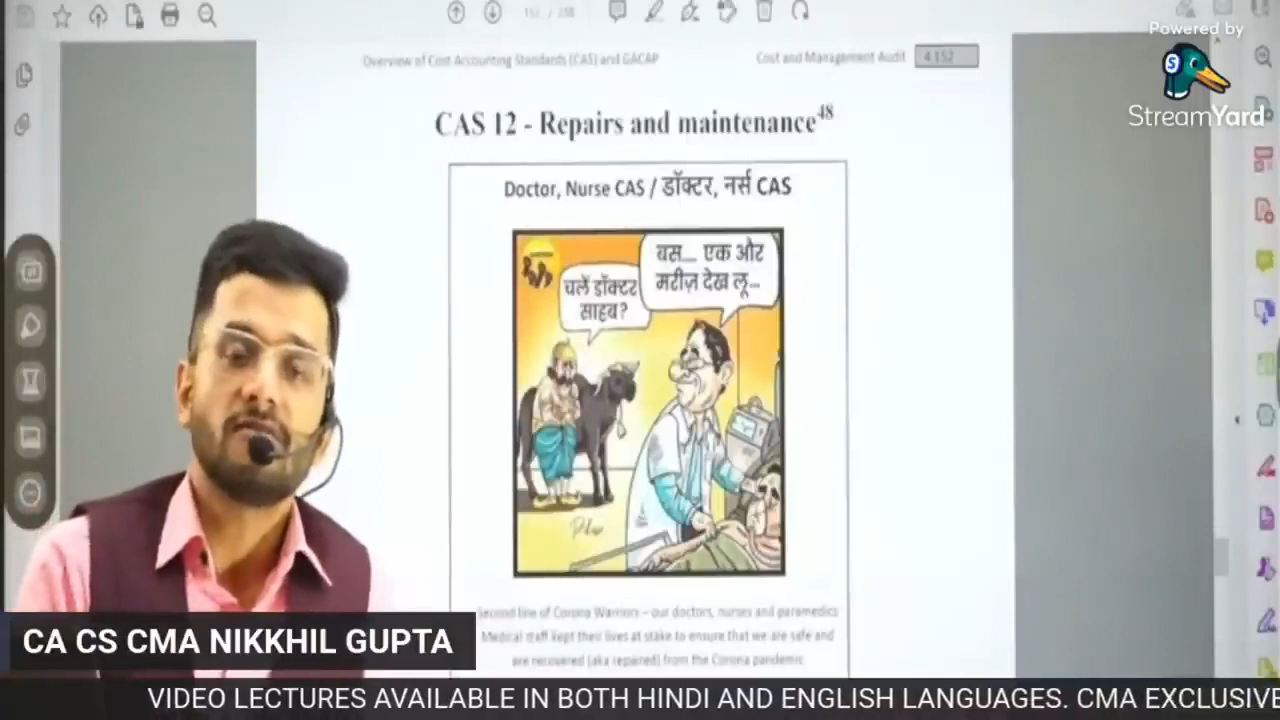 Powered by
StreamYard
Overview of Cost Accounting Standards (CAS) and GACAP
Cost and Management Audit
4.152
CAS 12 - Repairs and maintenance48
Doctor, Nurse CAS / डॉक्टर, नर्स CAS
चलें डॉक्टर
साहब?
बस... एक और
मरीज़ देख लू...
Second line of Corona Warriors – our doctors, nurses and paramedics
Medical staff kept their lives at stake to ensure that we are safe and
are recovered (aka repaired) from the Corona pandemic
CA CS CMA NIKKHIL GUPTA
VIDEO LECTURES AVAILABLE IN BOTH HINDI AND ENGLISH LANGUAGES. CMA EXCLUSIVE